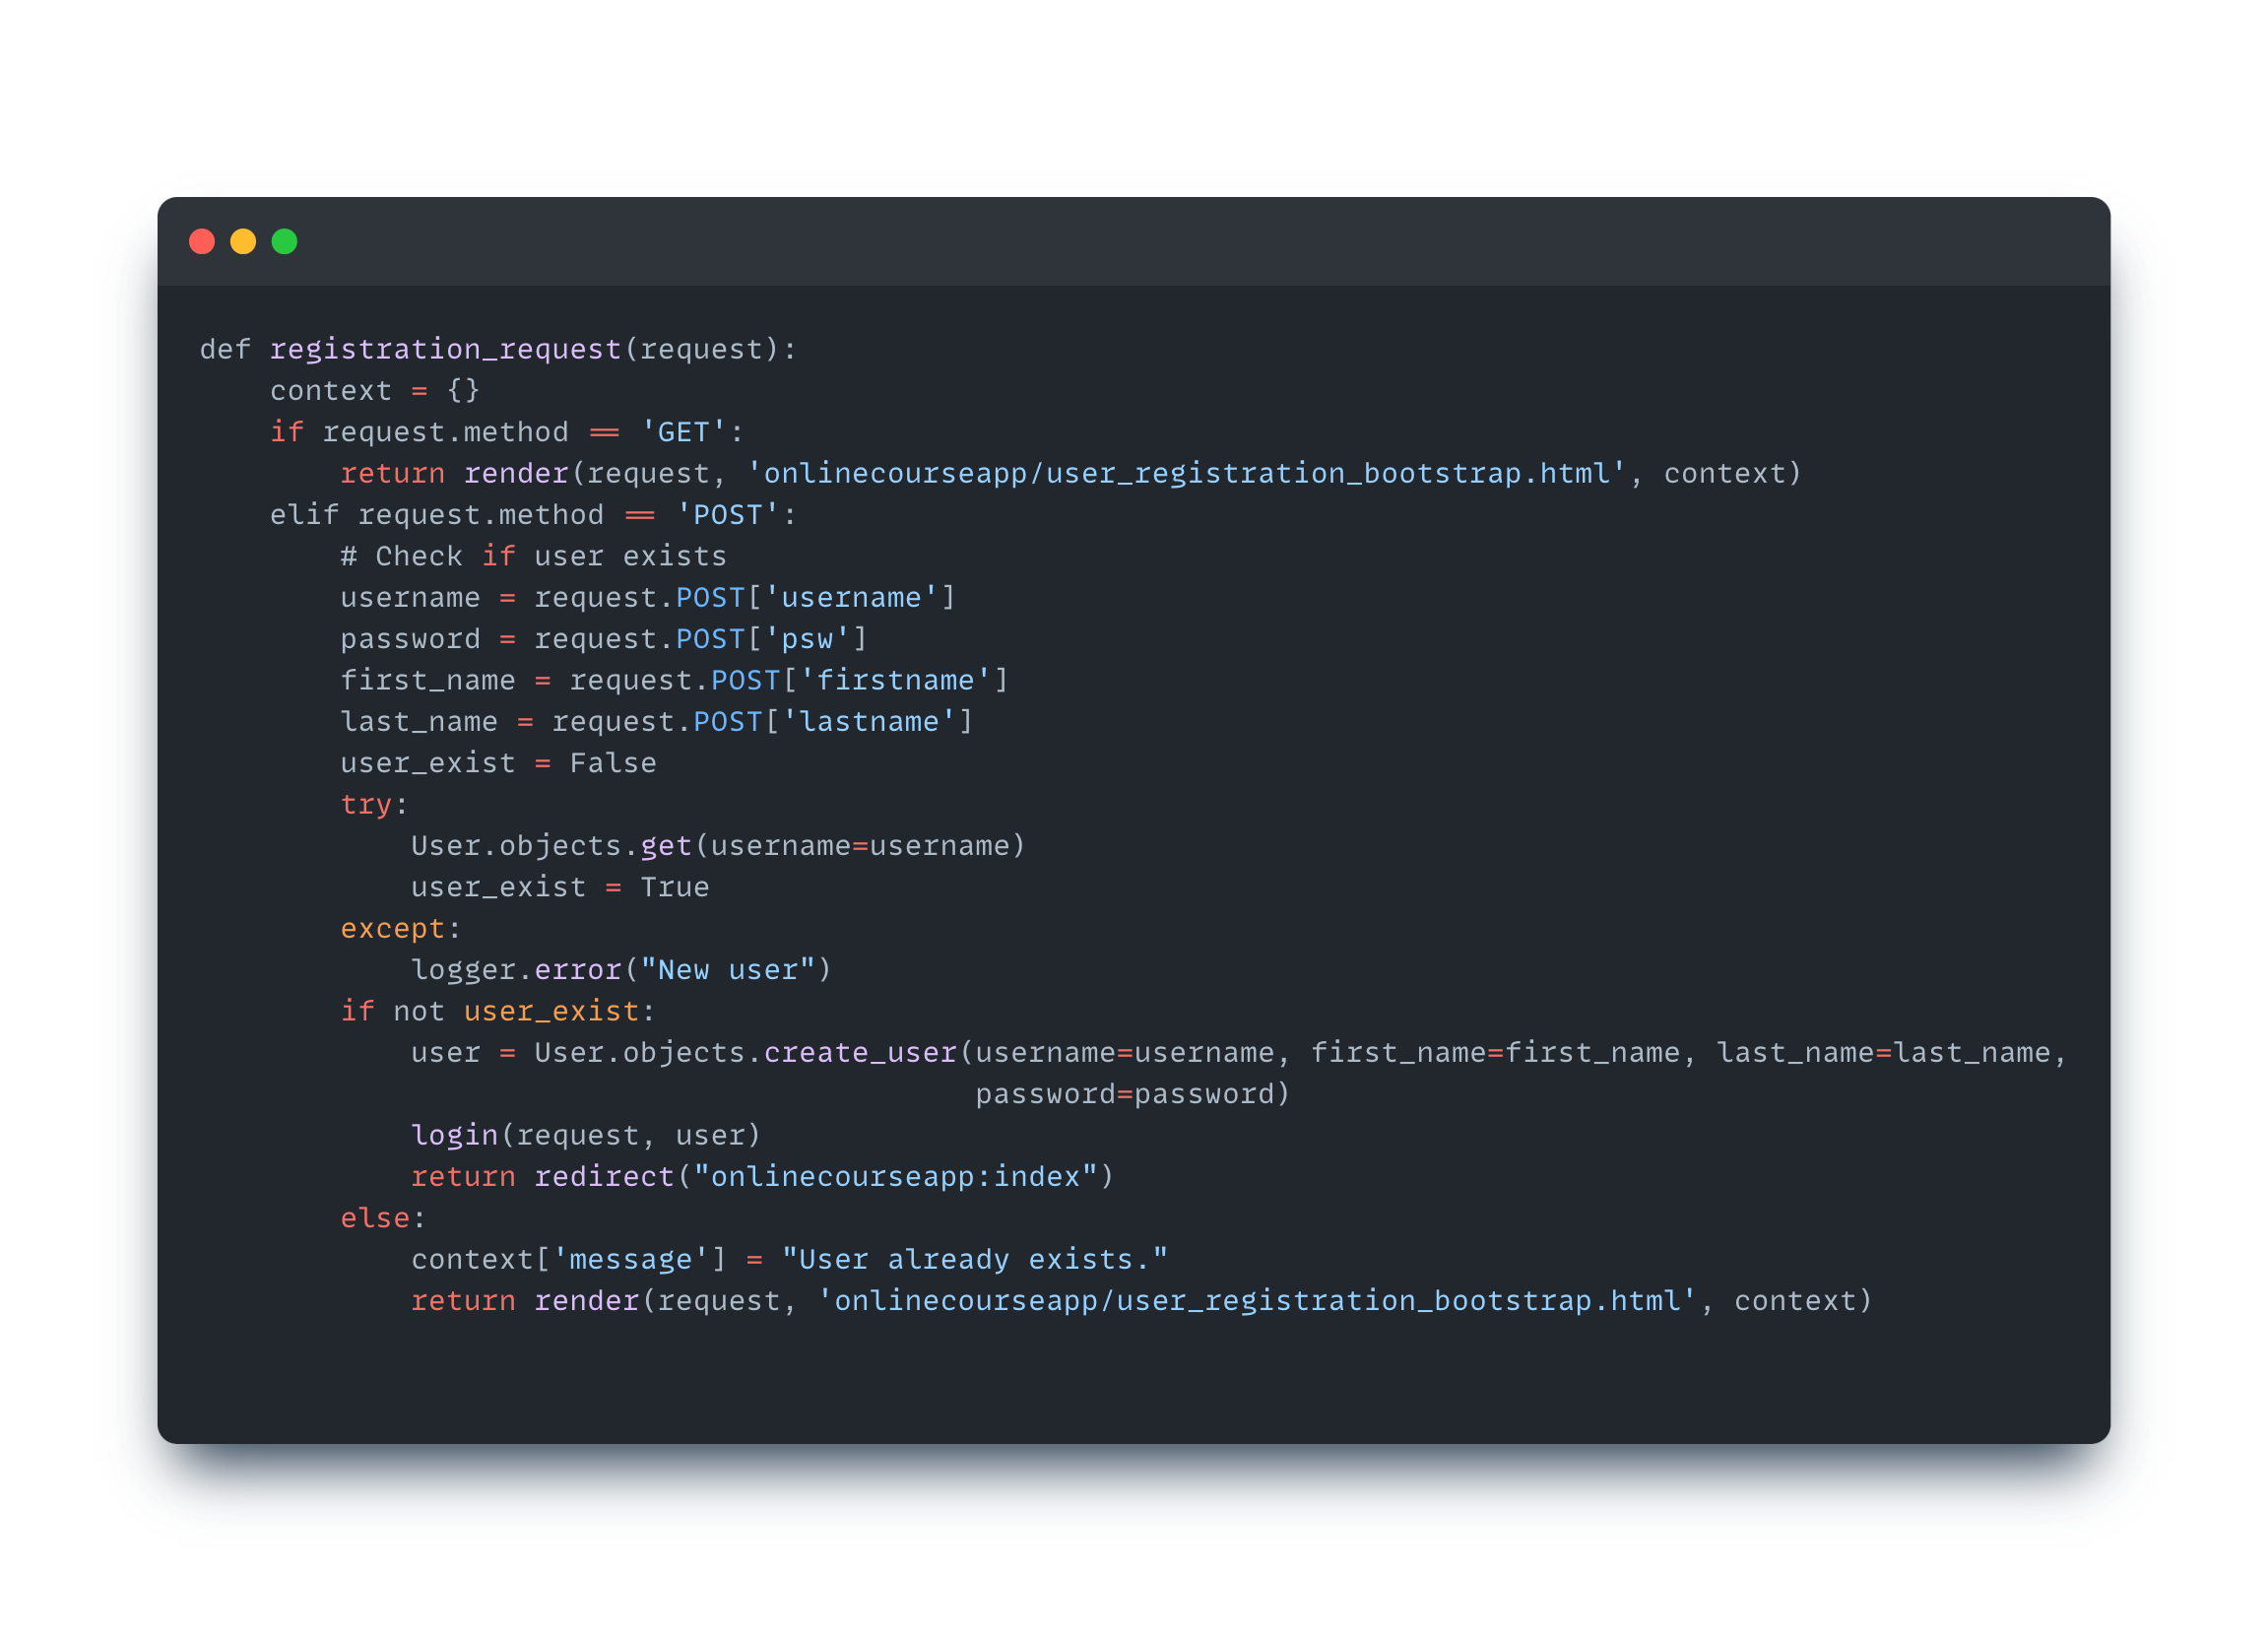 def registration_request(request):
    context = {}
    if request.method == 'GET':
        return render(request, 'onlinecourseapp/user_registration_bootstrap.html', context)
    elif request.method == 'POST':
        # Check if user exists
        username = request.POST['username']
        password = request.POST['psw']
        first_name = request.POST['firstname']
        last_name = request.POST['lastname']
        user_exist = False
        try:
            User.objects.get(username=username)
            user_exist = True
        except:
            logger.error("New user")
        if not user_exist:
            user = User.objects.create_user(username=username, first_name=first_name, last_name=last_name,
                                            password=password)
            login(request, user)
            return redirect("onlinecourseapp:index")
        else:
            context['message'] = "User already exists."
            return render(request, 'onlinecourseapp/user_registration_bootstrap.html', context)